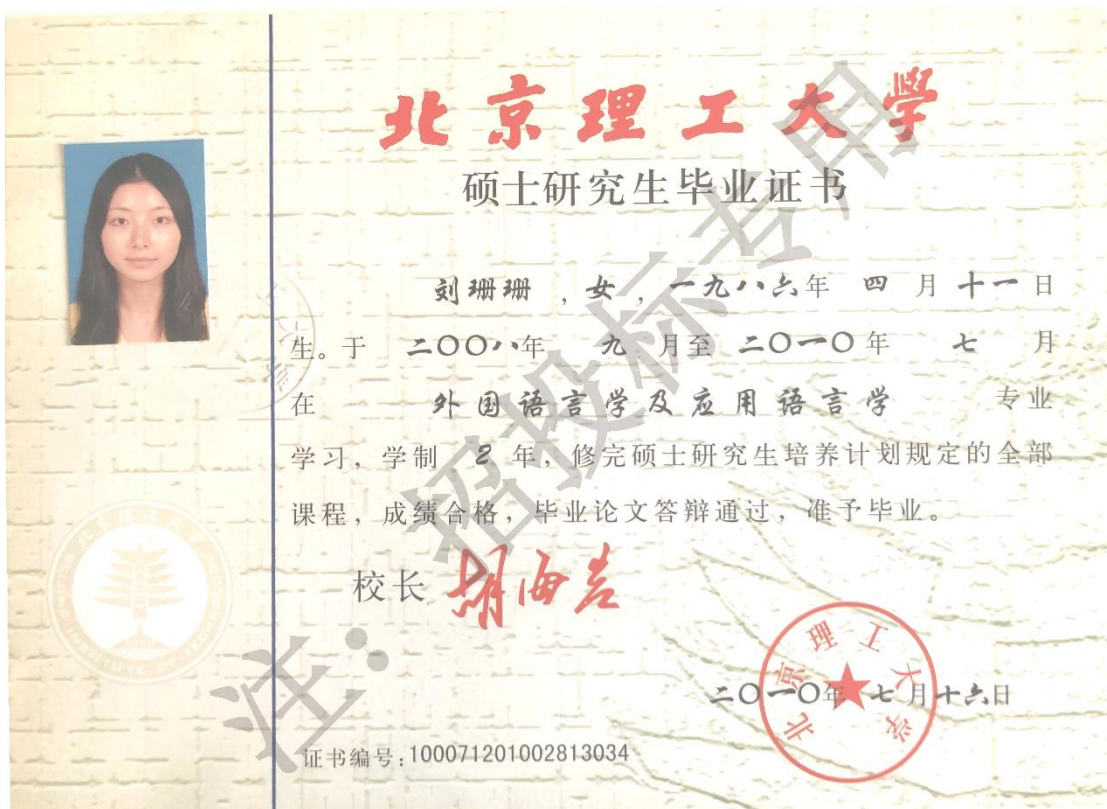 北京理工大學
硕士研究生毕业证书
刘珊珊 ，女，一九八六年 四 月 十一 日
生。于 二〇〇八年 九 月至 二〇一〇年 七 月
在 外国语言学及应用语言学 专业
学习，学制 2 年，修完硕士研究生培养计划规定的全部
课程，成绩合格，毕业论文答辩通过，准予毕业。
校长 胡海岩
北京理工大学
二〇一〇年 七 月十六日
证书编号:100071201002813034
注：招投标专用